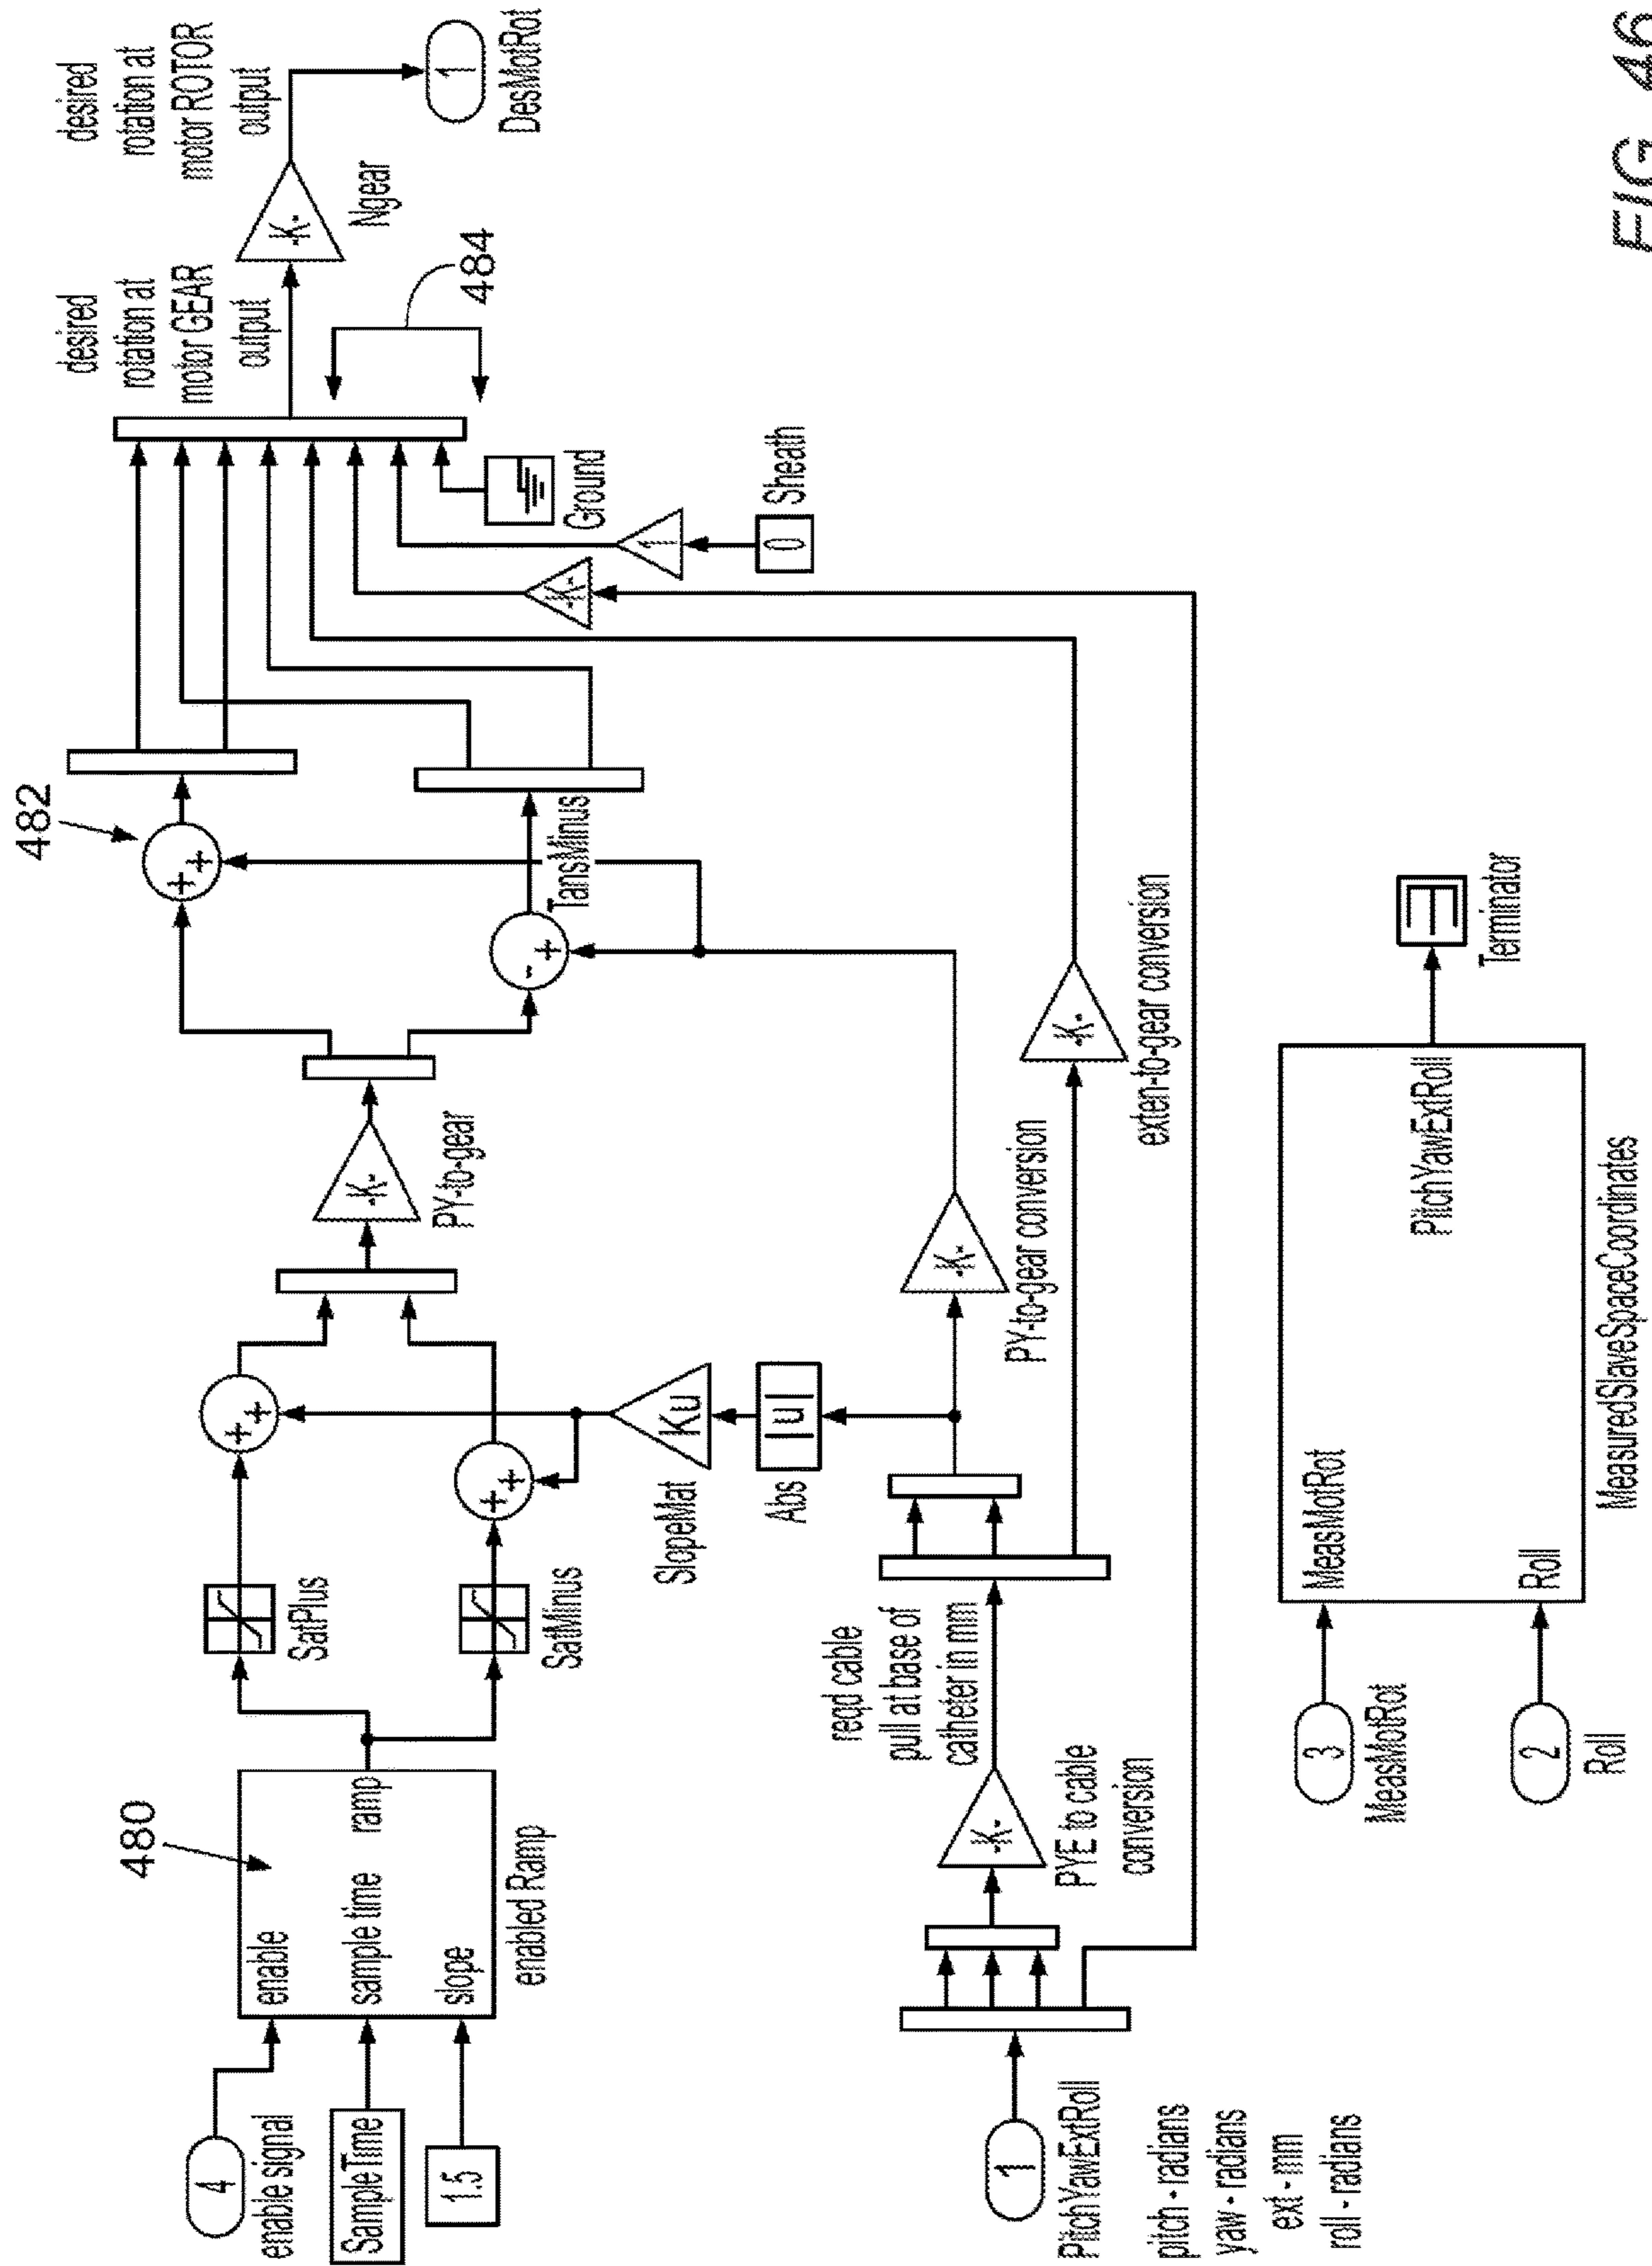 4
enable signal
SampleTime
1.5
enable
sample time
slope
ramp
480
enabled Ramp
SatPlus
SatMinus
+
+
+
+
SlopeMat
Ku
Abs
|u|
-K-
PY-to-gear
482
+
+
-
+
TansMinus
desired
rotation at
motor GEAR
output
desired
rotation at
motor ROTOR
output
-K-
Ngear
1
DesMotRot
484
Ground
1
0
Sheath
-K-
1
PitchYawExtRoll
pitch - radians
yaw - radians
ext - mm
roll - radians
-K-
PYE to cable
conversion
reqd cable
pull at base of
catheter in mm
-K-
PY-to-gear conversion
-K-
exten-to-gear conversion
3
MeasMotRot
2
Roll
MeasMotRot
Roll
PitchYawExtRoll
MeasuredSlaveSpaceCoordinates
Terminator
FIG. 46